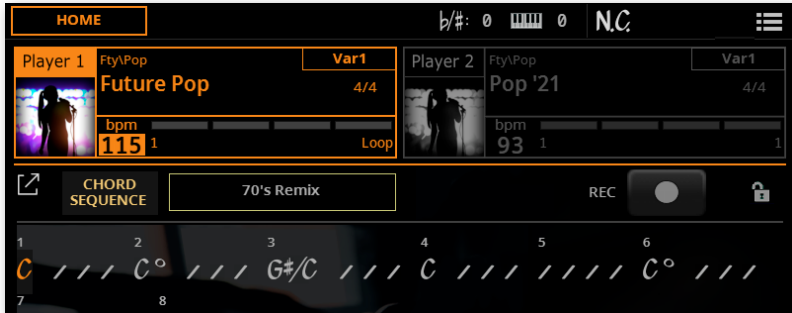 HOME ♭/♯: 0 0 N.C.
Player 1 Fty\Pop Var1 Player 2 Fty\Pop Var1
Future Pop 4/4 Pop '21 4/4
bpm bpm
115 1 Loop 93 1 1
CHORD SEQUENCE 70's Remix REC
1 2 3 4 5 6
C / / / C° / / / G♯/C / / / C / / / / / / / C° / / /
7 8